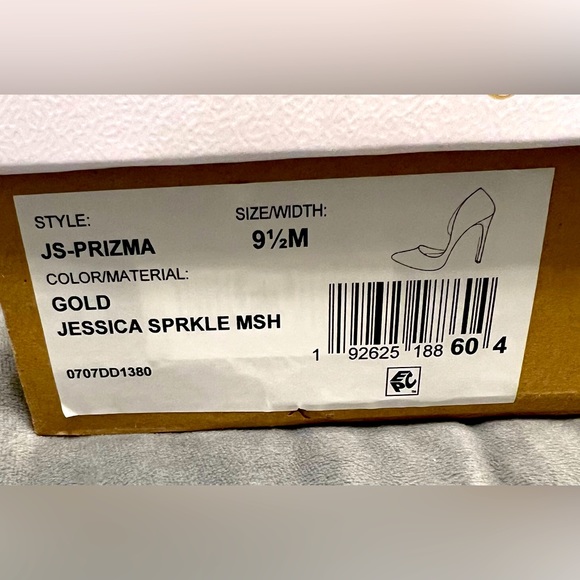 STYLE:
SIZE/WIDTH:
JS-PRIZMA
9½M
COLOR/MATERIAL:
GOLD
JESSICA SPRKLE MSH
0707DD1380
1 92625 188 60 4